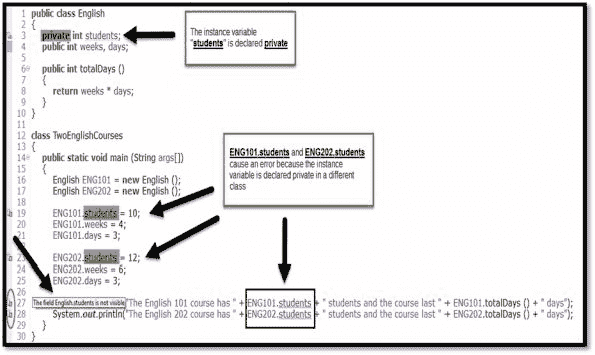 1 public class English
2 {
3 private int students;
4 public int weeks, days;
5
6 public int totalDays ()
7 {
8 return weeks * days;
9 }
10 }
11
12 class TwoEnglishCourses
13 {
14 public static void main (String args[])
15 {
16 English ENG101 = new English ();
17 English ENG202 = new English ();
18
19 ENG101.students = 10;
20 ENG101.weeks = 4;
21 ENG101.days = 3;
22
23 ENG202.students = 12;
24 ENG202.weeks = 6;
25 ENG202.days = 3;
26
The field English.students is not visible "The English 101 course has " + ENG101.students + " students and the course last " + ENG101.totalDays () + " days");
28 System.out.println("The English 202 course has " + ENG202.students + " students and the course last " + ENG202.totalDays () + " days");
29 }
30 }
The instance variable
"students" is declared private
ENG101.students and ENG202.students
cause an error because the instance
variable is declared private in a different
class